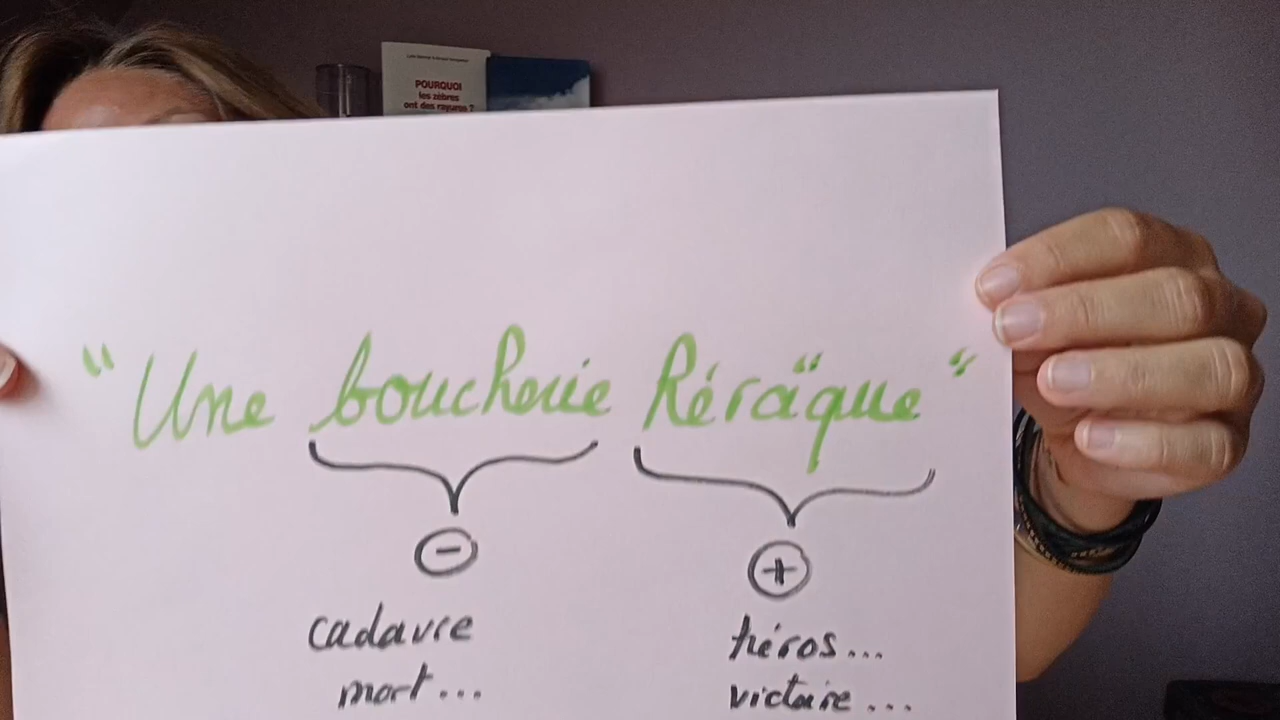 POURQUOI
les zèbres
ont des rayures ?
"Une boucherie héroïque"
- +
cadavre héros...
mort... victoire...